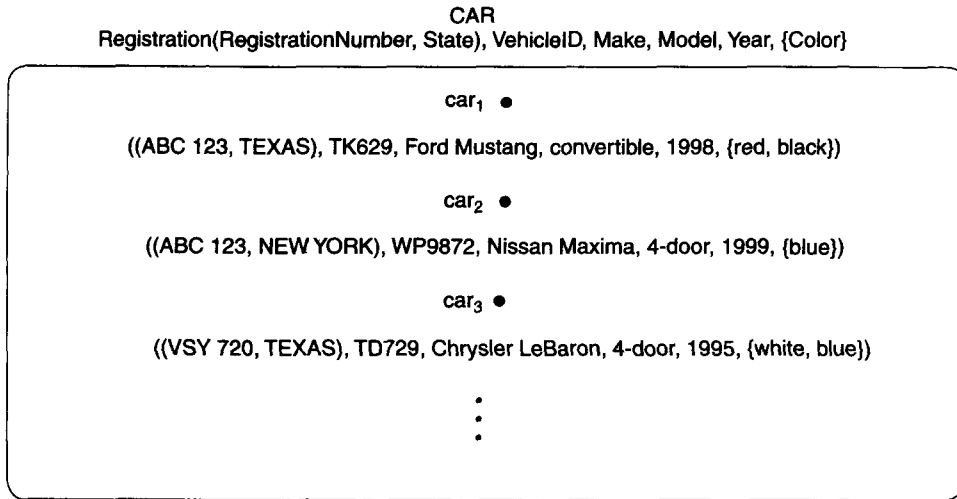 CAR
Registration(RegistrationNumber, State), VehicleID, Make, Model, Year, {Color}
car₁ ●
((ABC 123, TEXAS), TK629, Ford Mustang, convertible, 1998, {red, black})
car₂ ●
((ABC 123, NEW YORK), WP9872, Nissan Maxima, 4-door, 1999, {blue})
car₃ ●
((VSY 720, TEXAS), TD729, Chrysler LeBaron, 4-door, 1995, {white, blue})